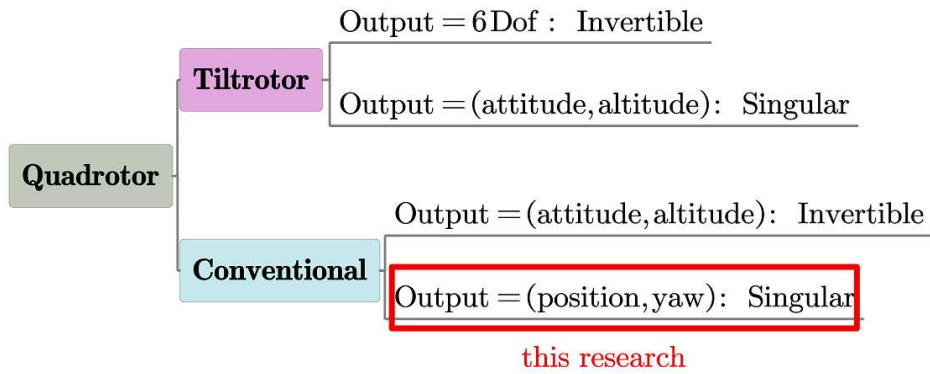 Output = 6 Dof : Invertible
Tiltrotor
Output = (attitude, altitude): Singular
Quadrotor
Output = (attitude, altitude): Invertible
Conventional
Output = (position, yaw): Singular
this research